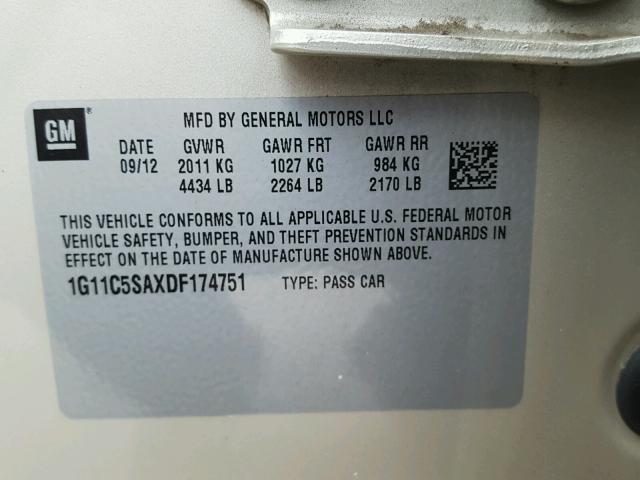 GM
®
MFD BY GENERAL MOTORS LLC
DATE GVWR GAWR FRT GAWR RR
09/12 2011 KG 1027 KG 984 KG
4434 LB 2264 LB 2170 LB
THIS VEHICLE CONFORMS TO ALL APPLICABLE U.S. FEDERAL MOTOR
VEHICLE SAFETY, BUMPER, AND THEFT PREVENTION STANDARDS IN
EFFECT ON THE DATE OF MANUFACTURE SHOWN ABOVE.
1G11C5SAXDF174751 TYPE: PASS CAR